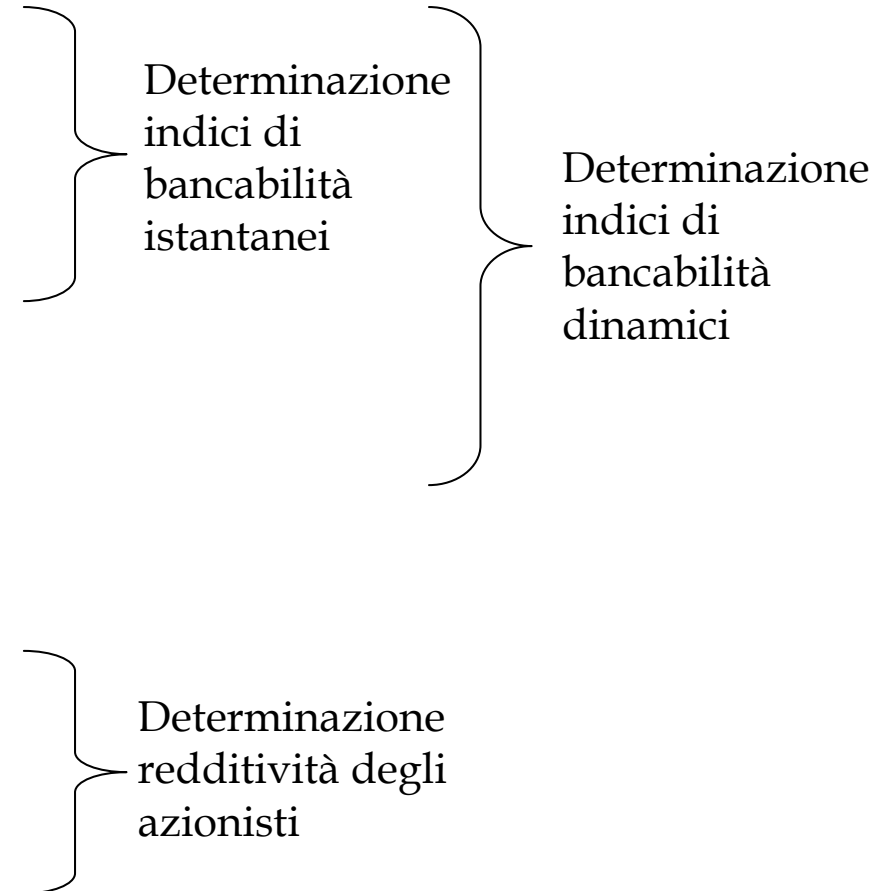 Determinazione
indici di
bancabilità
istantanei
Determinazione
indici di
bancabilità
dinamici
Determinazione
redditività degli
azionisti